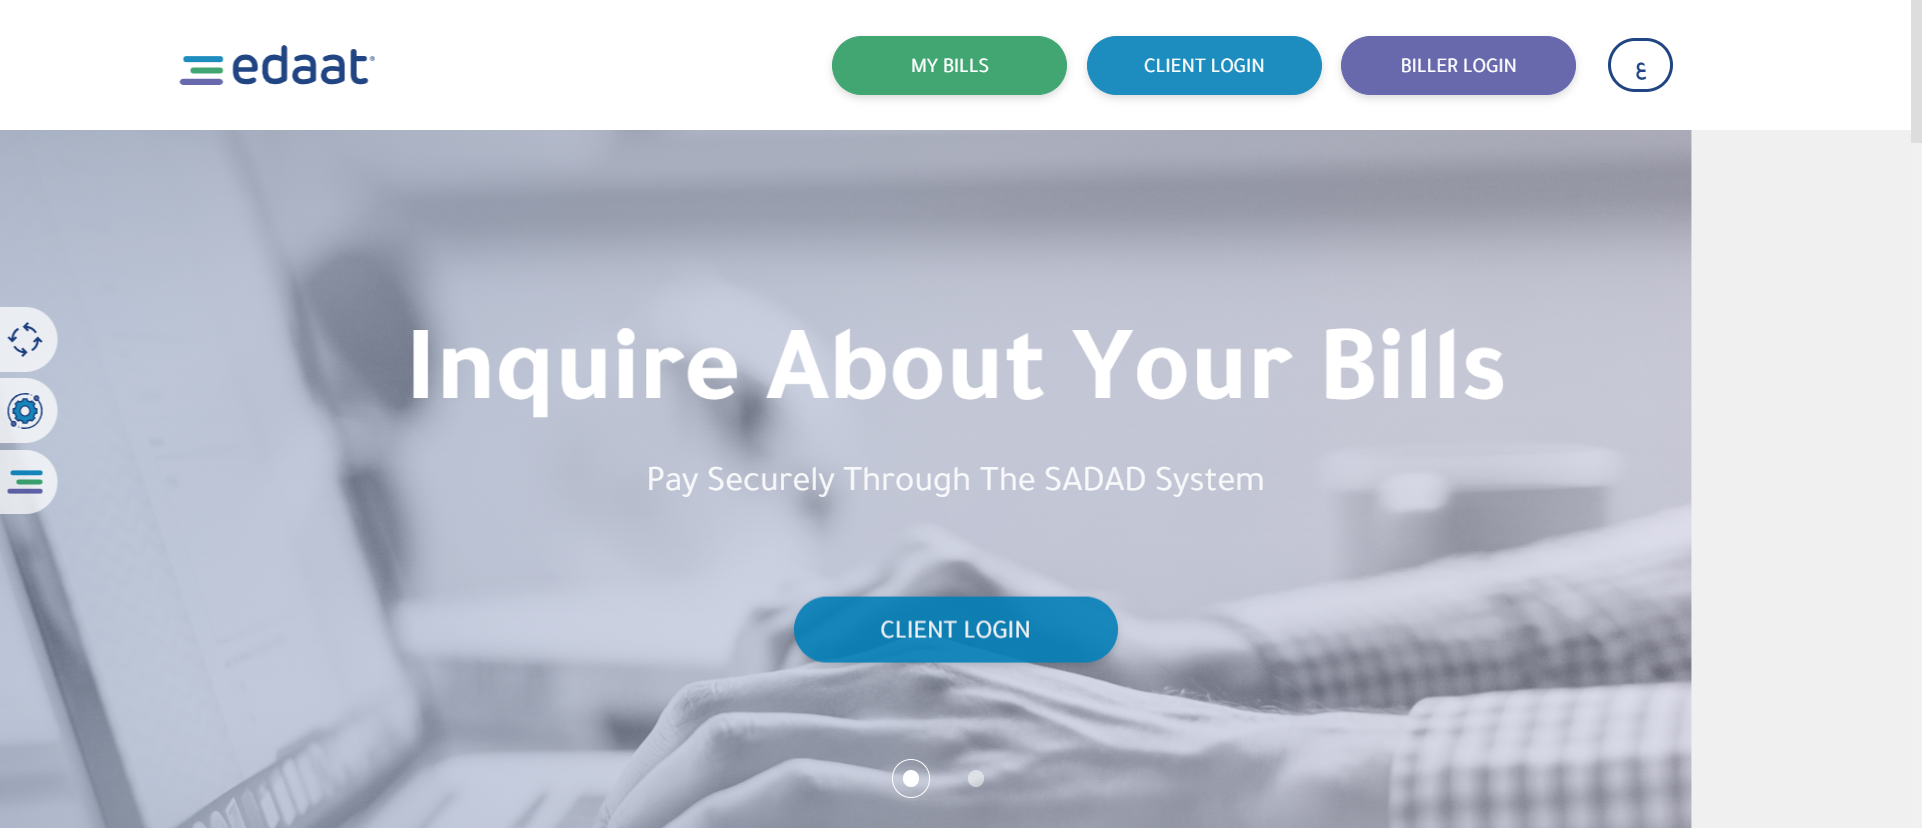 edaat®
MY BILLS
CLIENT LOGIN
BILLER LOGIN
ع
Inquire About Your Bills
Pay Securely Through The SADAD System
CLIENT LOGIN